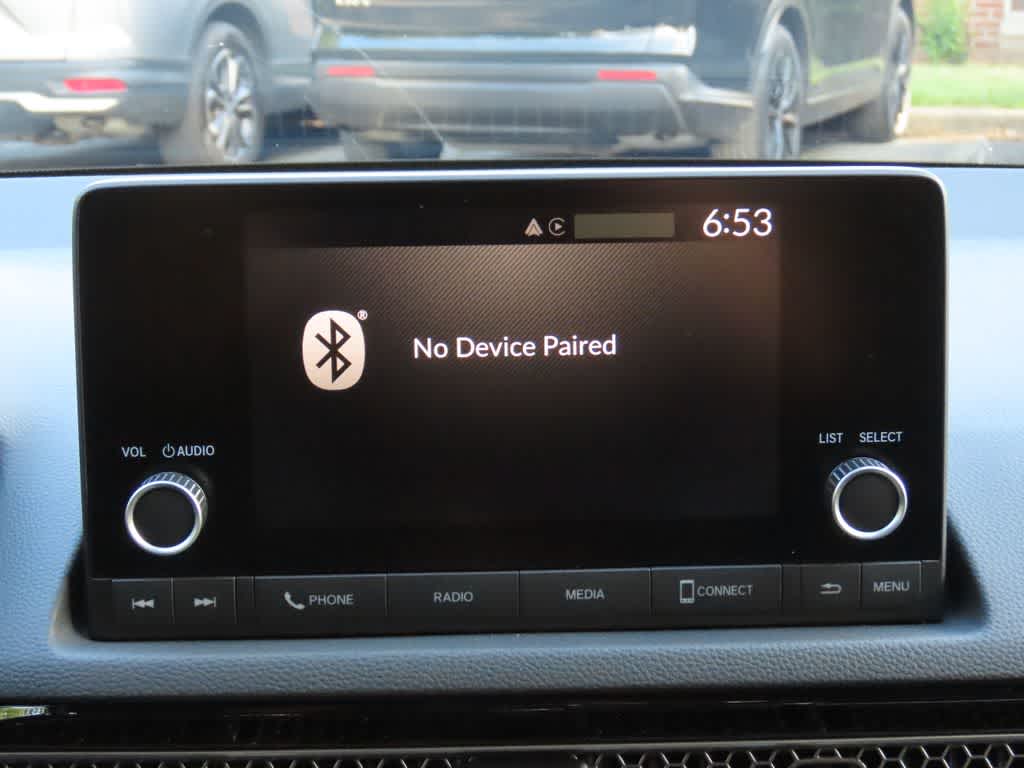 6:53
®
No Device Paired
VOL AUDIO
LIST SELECT
PHONE
RADIO
MEDIA
CONNECT
MENU